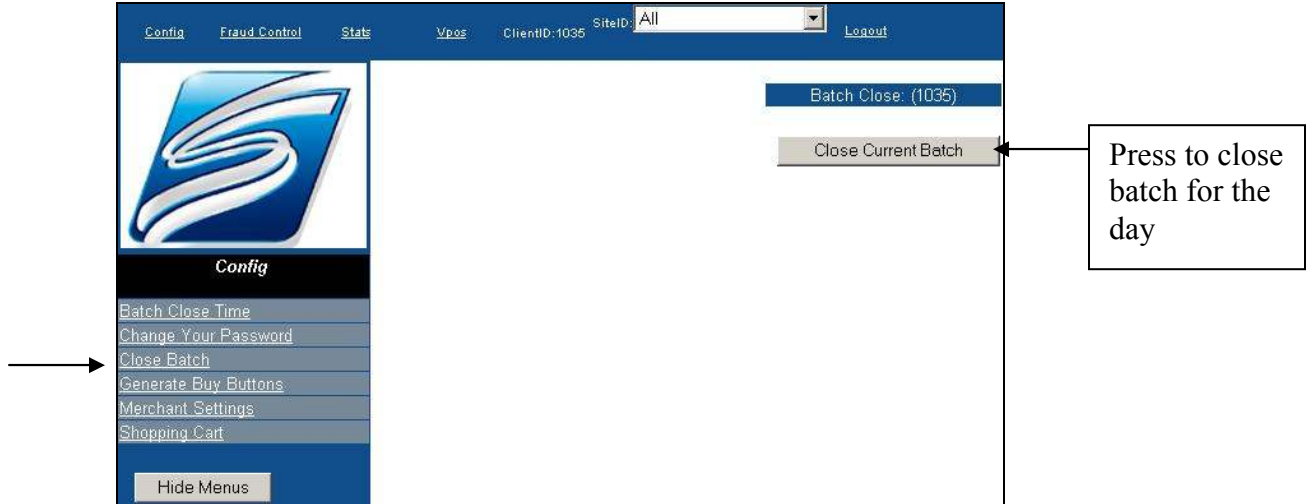 Config Fraud Control Stats Vpos ClientID:1035 SiteID: All Logout
Batch Close: (1035)
Close Current Batch
Press to close
batch for the
day
Config
Batch Close Time
Change Your Password
Close Batch
Generate Buy Buttons
Merchant Settings
Shopping Cart
Hide Menus